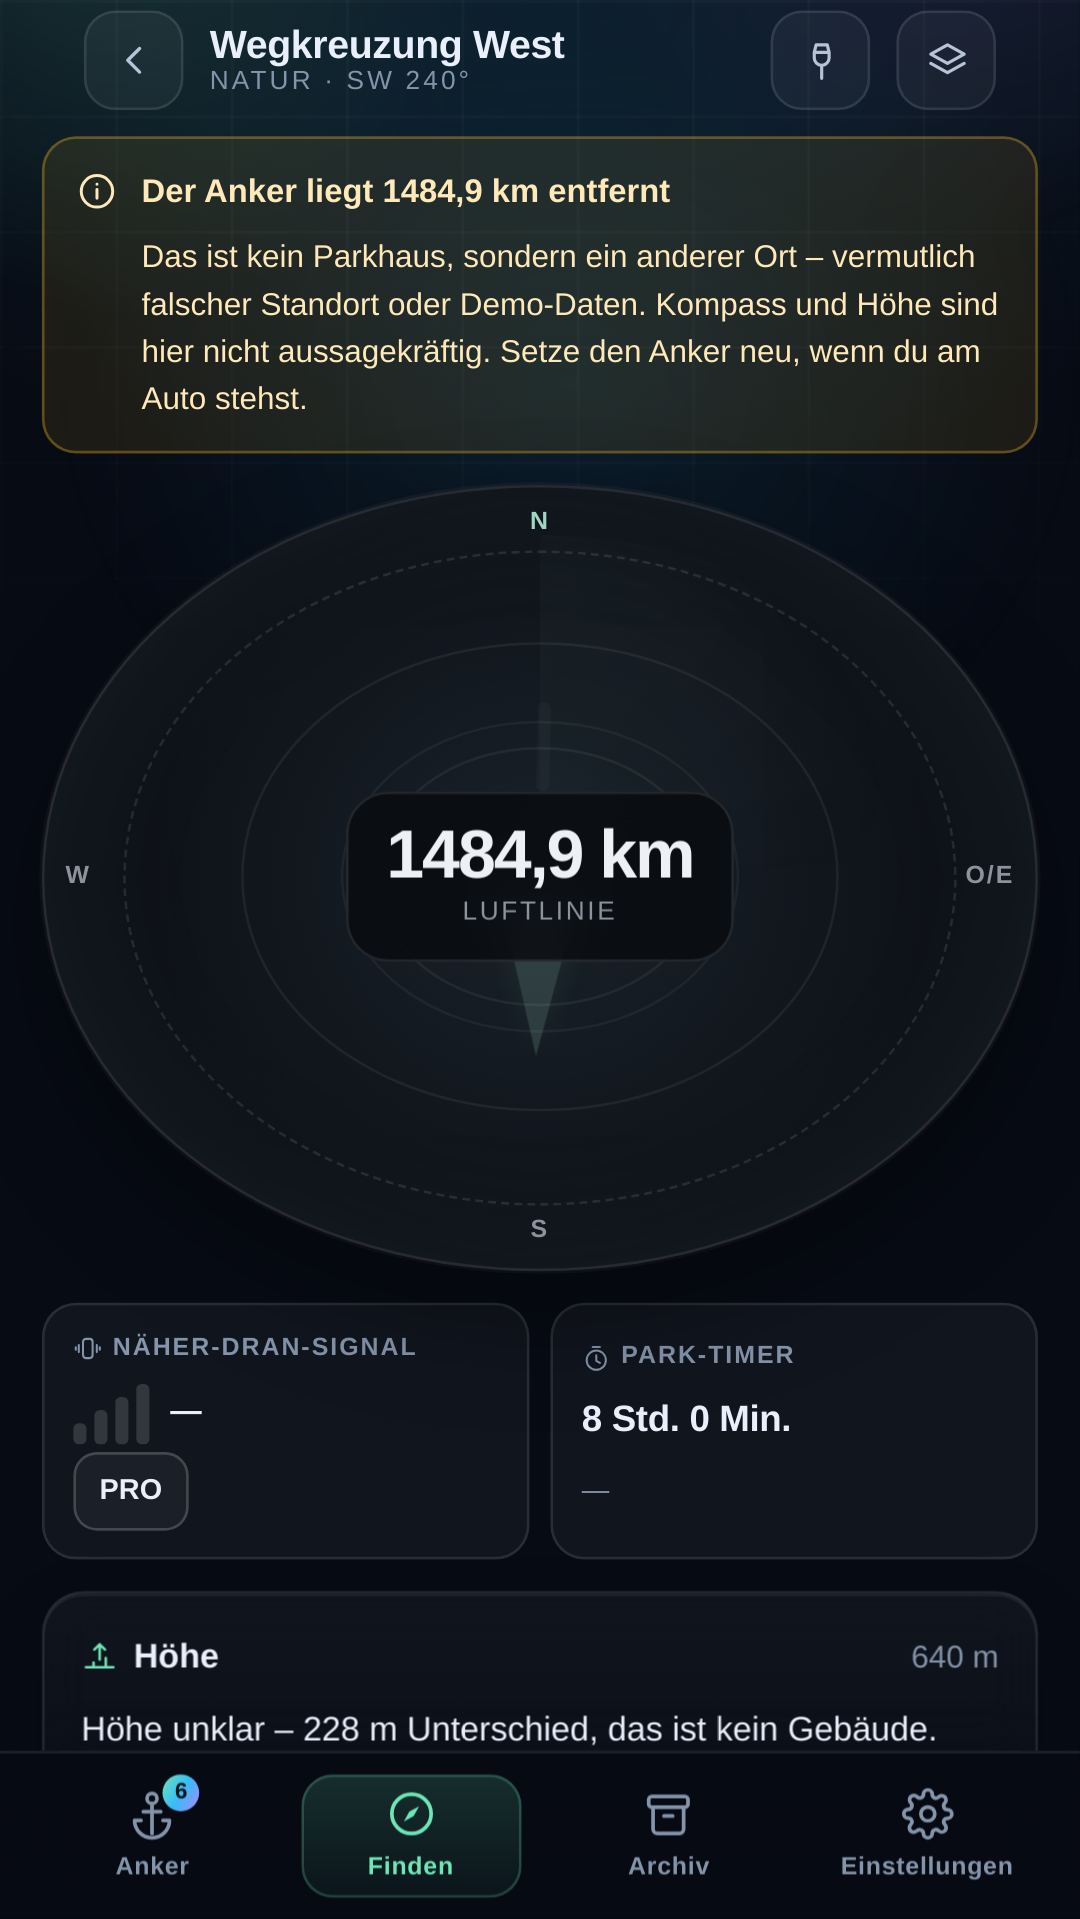 Wegkreuzung West
NATUR · SW 240°
Der Anker liegt 1484,9 km entfernt
Das ist kein Parkhaus, sondern ein anderer Ort – vermutlich
falscher Standort oder Demo-Daten. Kompass und Höhe sind
hier nicht aussagekräftig. Setze den Anker neu, wenn du am
Auto stehst.
N
W
O/E
1484,9 km
LUFTLINIE
S
NÄHER-DRAN-SIGNAL
—
PRO
PARK-TIMER
8 Std. 0 Min.
—
Höhe
640 m
Höhe unklar – 228 m Unterschied, das ist kein Gebäude.
6
Anker
Finden
Archiv
Einstellungen